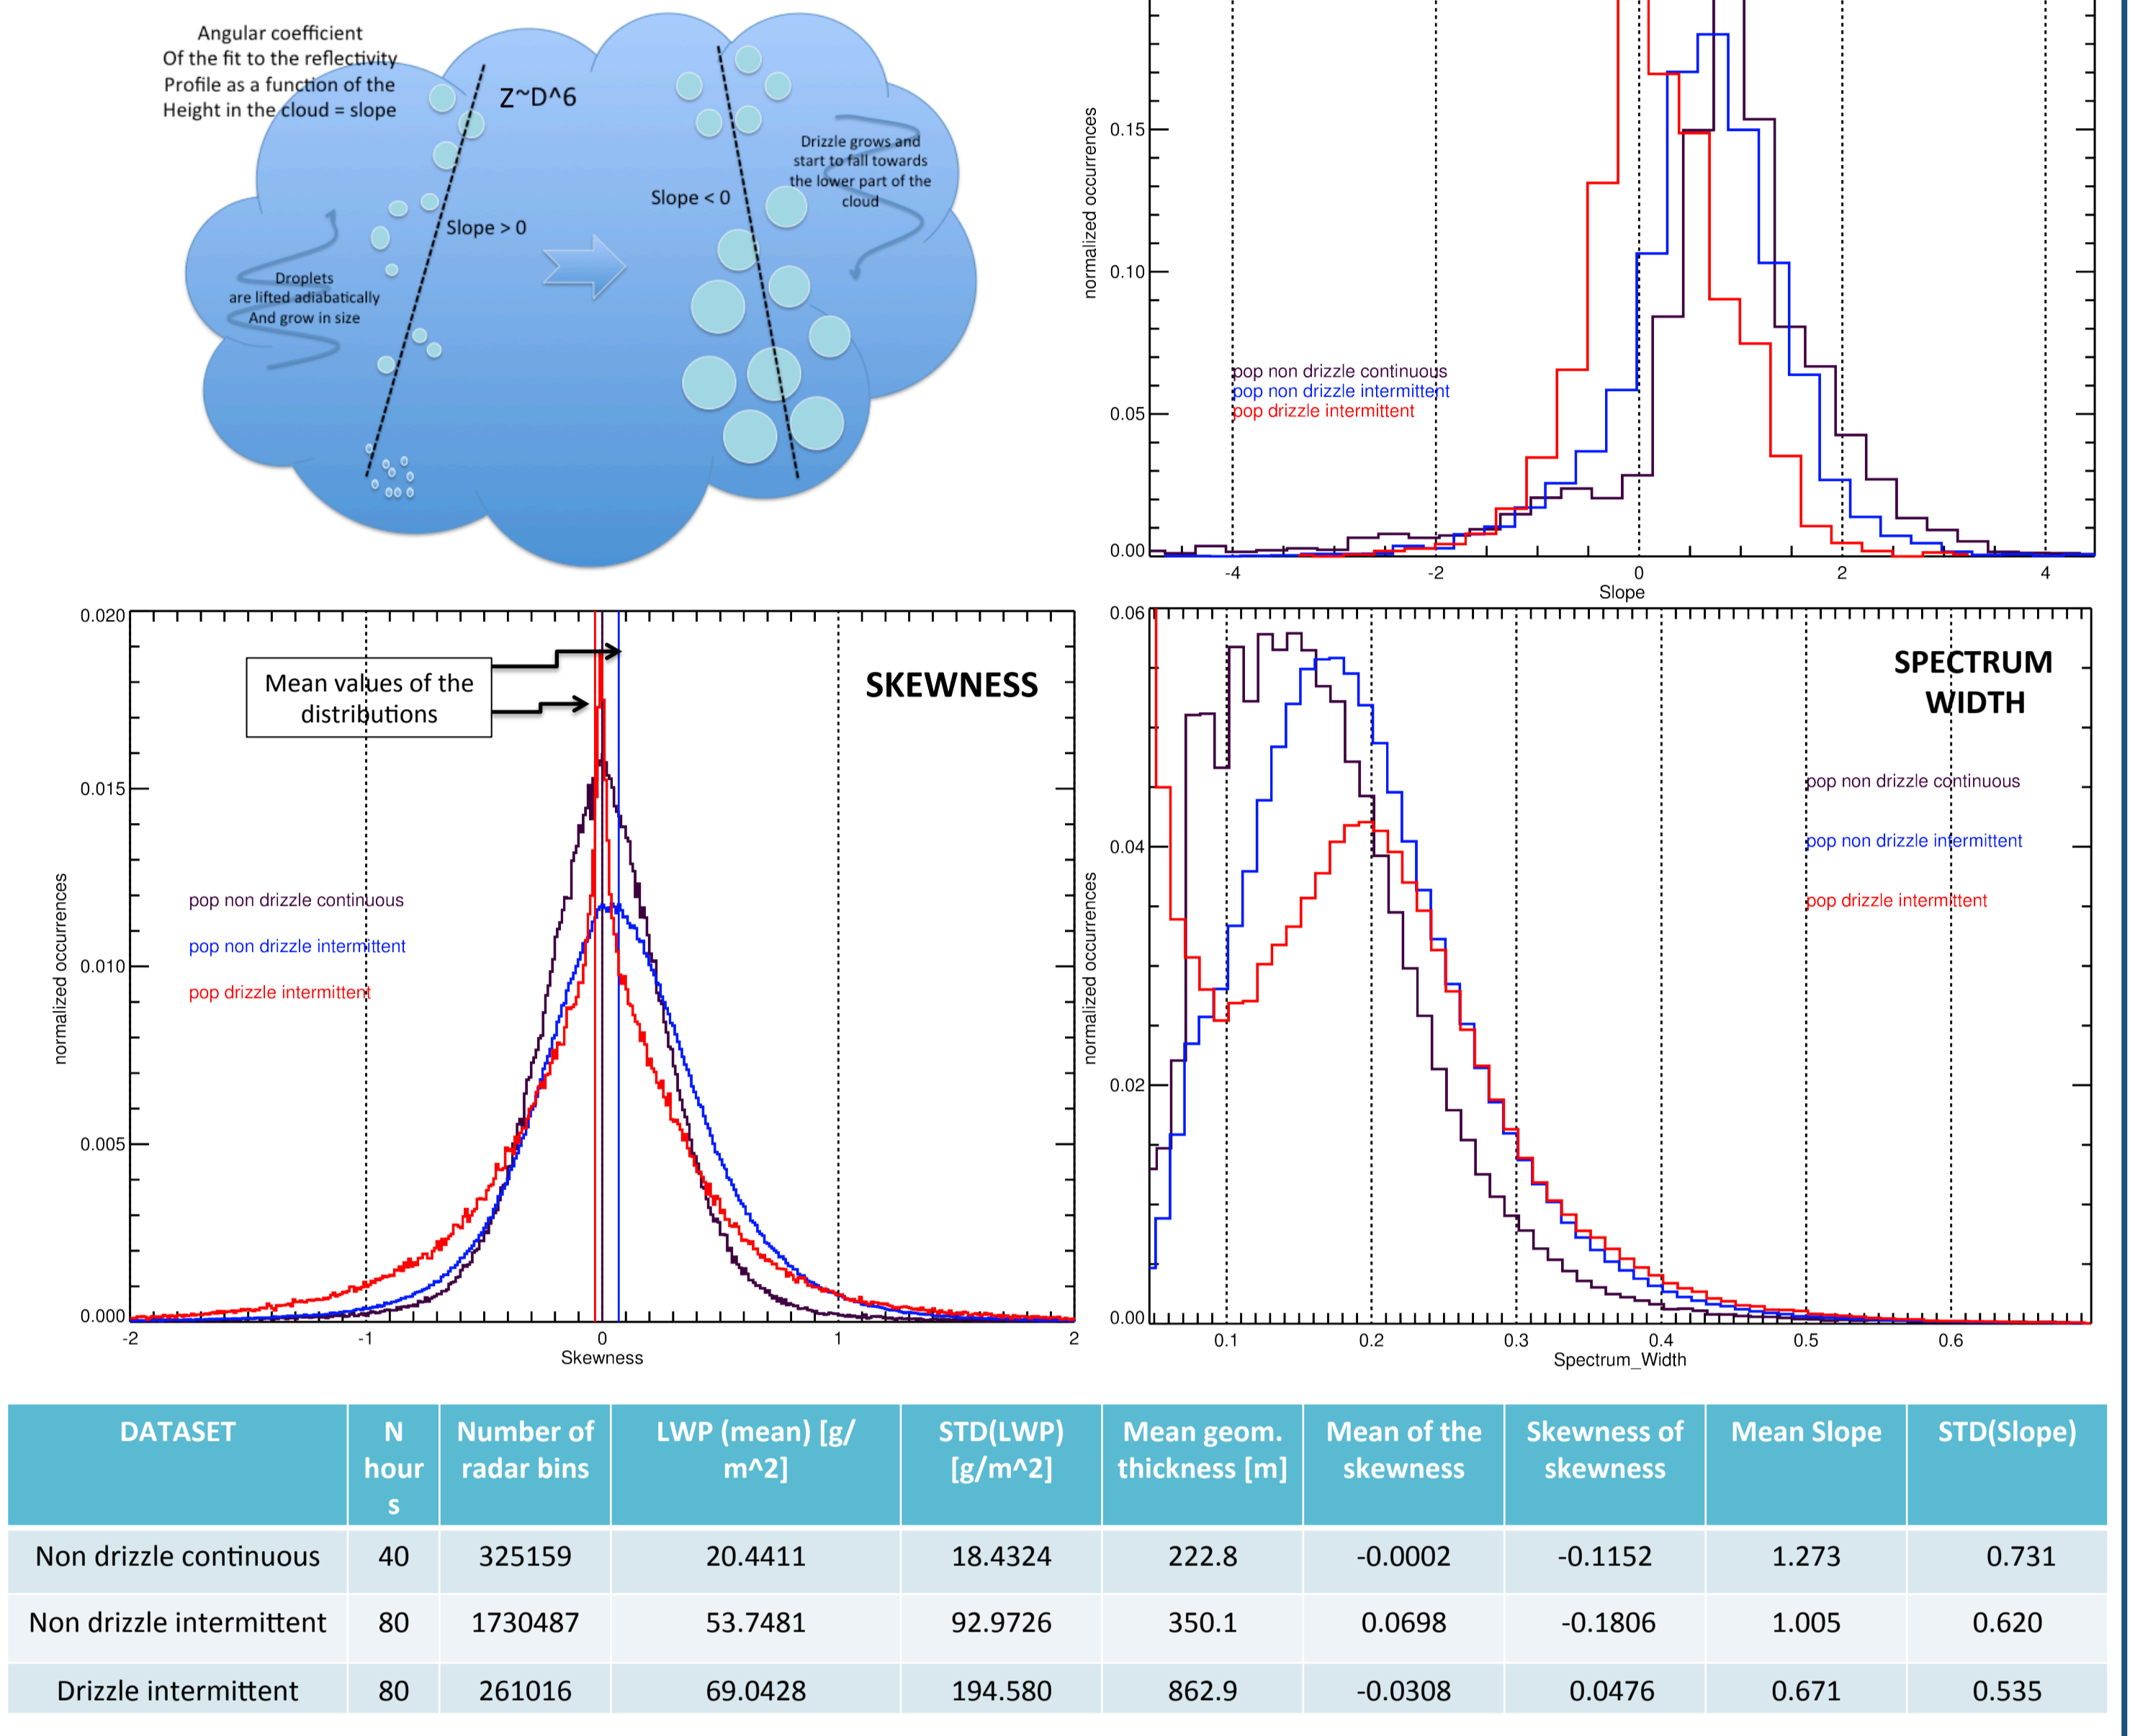 Angular coefficient
Of the fit to the reflectivity
Profile as a function of the
Height in the cloud = slope
Z~D^6
Slope > 0
Droplets
are lifted adiabatically
And grow in size
Slope < 0
Drizzle grows and
start to fall towards
the lower part of the
cloud
normalized occurrences
0.15
0.10
0.05
0.00
pop non drizzle continuous
pop non drizzle intermittent
pop drizzle intermittent
-4 -2 0 2 4
Slope
0.020
0.015
0.010
0.005
0.000
normalized occurrences
Mean values of the
distributions
SKEWNESS
pop non drizzle continuous
pop non drizzle intermittent
pop drizzle intermittent
-2 -1 0 1 2
Skewness
0.06
0.04
0.02
0.00
normalized occurrences
SPECTRUM
WIDTH
pop non drizzle continuous
pop non drizzle intermittent
pop drizzle intermittent
0.1 0.2 0.3 0.4 0.5 0.6
Spectrum_Width
DATASET N Number of LWP (mean) [g/ STD(LWP) Mean geom. Mean of the Skewness of Mean Slope STD(Slope)
hour radar bins m^2] [g/m^2] thickness [m] skewness skewness
s
Non drizzle continuous 40 325159 20.4411 18.4324 222.8 -0.0002 -0.1152 1.273 0.731
Non drizzle intermittent 80 1730487 53.7481 92.9726 350.1 0.0698 -0.1806 1.005 0.620
Drizzle intermittent 80 261016 69.0428 194.580 862.9 -0.0308 0.0476 0.671 0.535